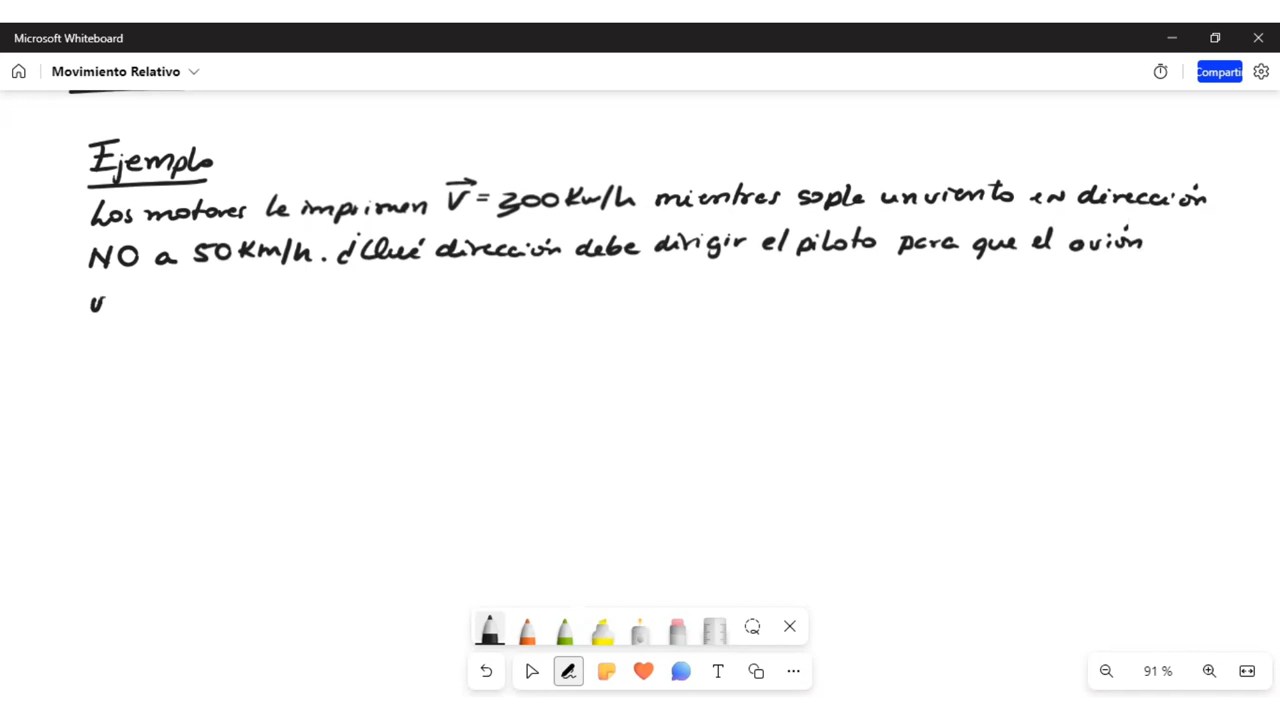 Microsoft Whiteboard
Movimiento Relativo
Compartir
Ejemplo
Los motores le imprimen v = 300 Km/h mientras sople un viento en dirección
NO a 50 Km/h. ¿Qué dirección debe dirigir el piloto para que el avión
v
91 %